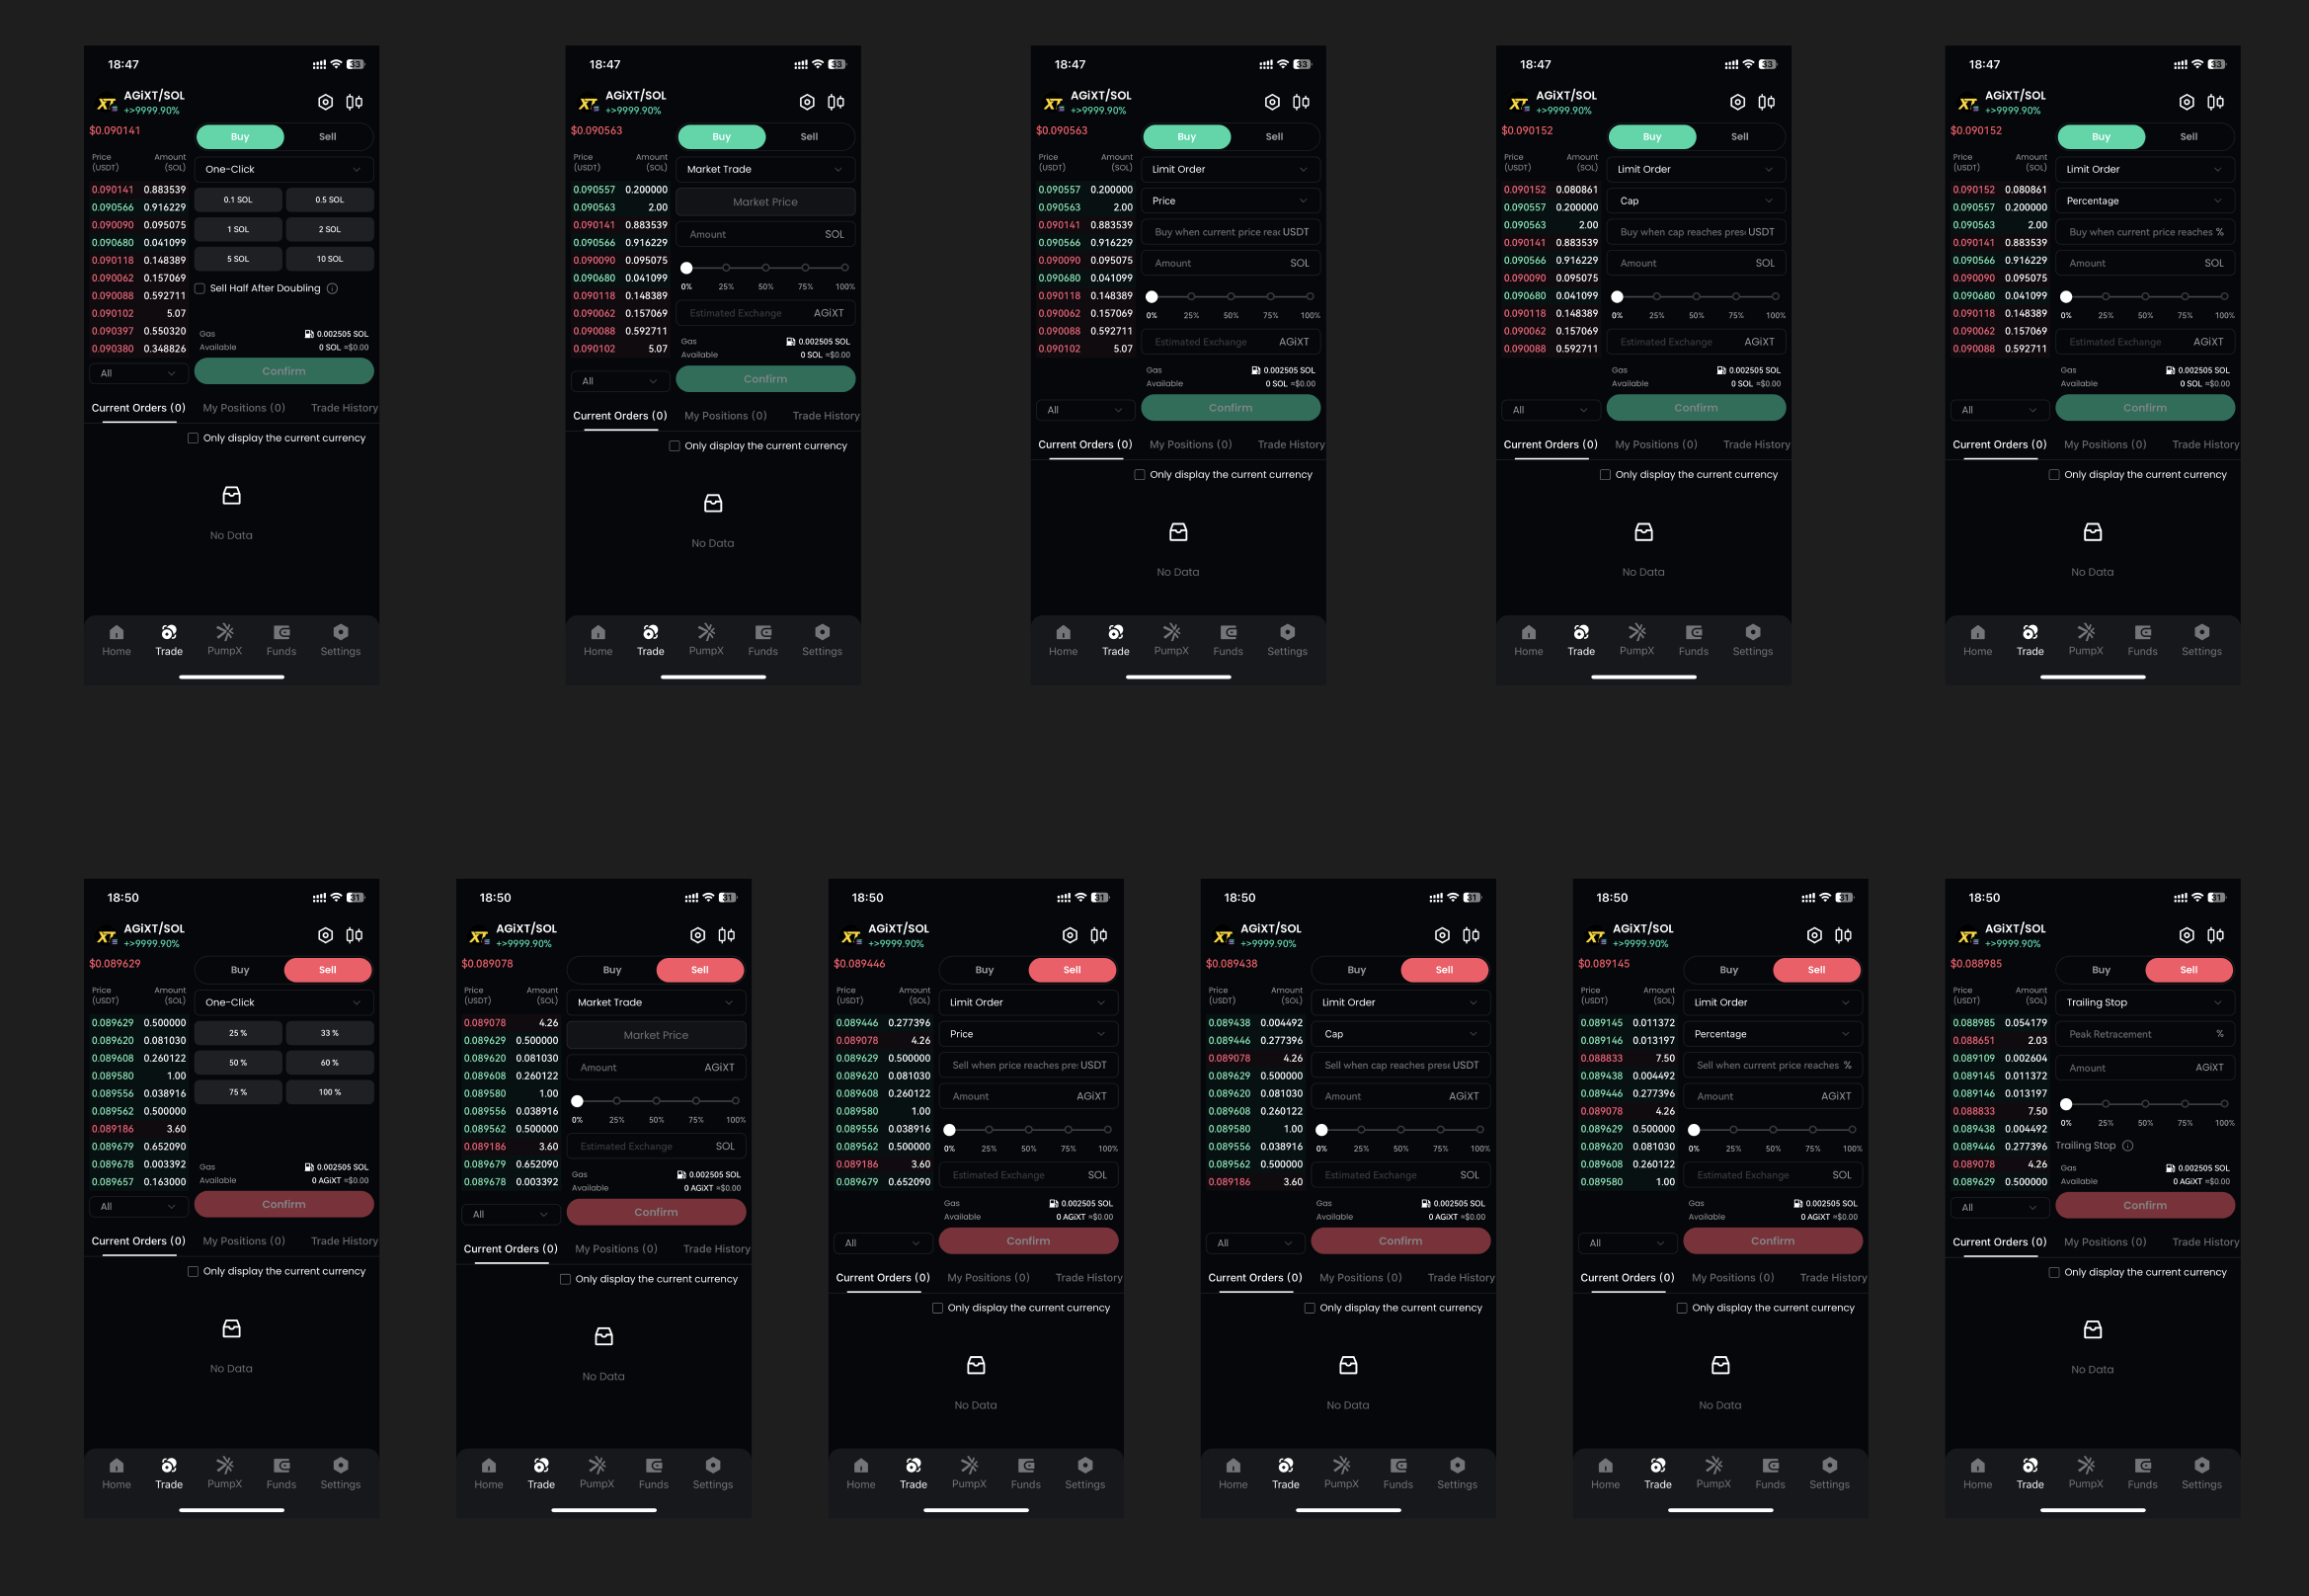 18:47
33
AGiXT/SOL
+>9999.90%
$0.090141
Buy
Sell
Price
(USDT)
Amount
(SOL)
One-Click
0.090141 0.883539
0.090566 0.916229
0.090090 0.095075
0.090680 0.041099
0.090118 0.148389
0.090062 0.157069
0.090088 0.592711
0.090102 5.07
0.090397 0.550320
0.090380 0.348826
0.1 SOL
0.5 SOL
1 SOL
2 SOL
5 SOL
10 SOL
Sell Half After Doubling
Gas 0.002505 SOL
Available 0 SOL ≈$0.00
All
Confirm
Current Orders (0) My Positions (0) Trade History
Only display the current currency
No Data
Home Trade PumpX Funds Settings
18:47
33
AGiXT/SOL
+>9999.90%
$0.090563
Buy
Sell
Price
(USDT)
Amount
(SOL)
Market Trade
0.090557 0.200000
0.090563 2.00
0.090141 0.883539
0.090566 0.916229
0.090090 0.095075
0.090680 0.041099
0.090118 0.148389
0.090062 0.157069
0.090088 0.592711
0.090102 5.07
Market Price
Amount SOL
0% 25% 50% 75% 100%
Estimated Exchange AGiXT
Gas 0.002505 SOL
Available 0 SOL ≈$0.00
All
Confirm
Current Orders (0) My Positions (0) Trade History
Only display the current currency
No Data
Home Trade PumpX Funds Settings
18:47
33
AGiXT/SOL
+>9999.90%
$0.090563
Buy
Sell
Price
(USDT)
Amount
(SOL)
Limit Order
0.090557 0.200000
0.090563 2.00
0.090141 0.883539
0.090566 0.916229
0.090090 0.095075
0.090680 0.041099
0.090118 0.148389
0.090062 0.157069
0.090088 0.592711
0.090102 5.07
Price
Buy when current price reac USDT
Amount SOL
0% 25% 50% 75% 100%
Estimated Exchange AGiXT
Gas 0.002505 SOL
Available 0 SOL ≈$0.00
All
Confirm
Current Orders (0) My Positions (0) Trade History
Only display the current currency
No Data
Home Trade PumpX Funds Settings
18:47
33
AGiXT/SOL
+>9999.90%
$0.090152
Buy
Sell
Price
(USDT)
Amount
(SOL)
Limit Order
0.090152 0.080861
0.090557 0.200000
0.090563 2.00
0.090141 0.883539
0.090566 0.916229
0.090090 0.095075
0.090680 0.041099
0.090118 0.148389
0.090062 0.157069
0.090088 0.592711
Cap
Buy when cap reaches pres USDT
Amount SOL
0% 25% 50% 75% 100%
Estimated Exchange AGiXT
Gas 0.002505 SOL
Available 0 SOL ≈$0.00
All
Confirm
Current Orders (0) My Positions (0) Trade History
Only display the current currency
No Data
Home Trade PumpX Funds Settings
18:47
33
AGiXT/SOL
+>9999.90%
$0.090152
Buy
Sell
Price
(USDT)
Amount
(SOL)
Limit Order
0.090152 0.080861
0.090557 0.200000
0.090563 2.00
0.090141 0.883539
0.090566 0.916229
0.090090 0.095075
0.090680 0.041099
0.090118 0.148389
0.090062 0.157069
0.090088 0.592711
Percentage
Buy when current price reaches %
Amount SOL
0% 25% 50% 75% 100%
Estimated Exchange AGiXT
Gas 0.002505 SOL
Available 0 SOL ≈$0.00
All
Confirm
Current Orders (0) My Positions (0) Trade History
Only display the current currency
No Data
Home Trade PumpX Funds Settings
18:50
31
AGiXT/SOL
+>9999.90%
$0.089629
Buy
Sell
Price
(USDT)
Amount
(SOL)
One-Click
0.089629 0.500000
0.089620 0.081030
0.089608 0.260122
0.089580 1.00
0.089556 0.038916
0.089562 0.500000
0.089186 3.60
0.089679 0.652090
0.089678 0.003392
0.089657 0.163000
25 %
33 %
50 %
60 %
75 %
100 %
Gas 0.002505 SOL
Available 0 AGiXT ≈$0.00
All
Confirm
Current Orders (0) My Positions (0) Trade History
Only display the current currency
No Data
Home Trade PumpX Funds Settings
18:50
31
AGiXT/SOL
+>9999.90%
$0.089078
Buy
Sell
Price
(USDT)
Amount
(SOL)
Market Trade
0.089078 4.26
0.089629 0.500000
0.089620 0.081030
0.089608 0.260122
0.089580 1.00
0.089556 0.038916
0.089562 0.500000
0.089186 3.60
0.089679 0.652090
0.089678 0.003392
Market Price
Amount AGiXT
0% 25% 50% 75% 100%
Estimated Exchange SOL
Gas 0.002505 SOL
Available 0 AGiXT ≈$0.00
All
Confirm
Current Orders (0) My Positions (0) Trade History
Only display the current currency
No Data
Home Trade PumpX Funds Settings
18:50
31
AGiXT/SOL
+>9999.90%
$0.089446
Buy
Sell
Price
(USDT)
Amount
(SOL)
Limit Order
0.089446 0.277396
0.089078 4.26
0.089629 0.500000
0.089620 0.081030
0.089608 0.260122
0.089580 1.00
0.089556 0.038916
0.089562 0.500000
0.089186 3.60
0.089679 0.652090
Price
Sell when price reaches pre: USDT
Amount AGiXT
0% 25% 50% 75% 100%
Estimated Exchange SOL
Gas 0.002505 SOL
Available 0 AGiXT ≈$0.00
All
Confirm
Current Orders (0) My Positions (0) Trade History
Only display the current currency
No Data
Home Trade PumpX Funds Settings
18:50
31
AGiXT/SOL
+>9999.90%
$0.089438
Buy
Sell
Price
(USDT)
Amount
(SOL)
Limit Order
0.089438 0.004492
0.089446 0.277396
0.089078 4.26
0.089629 0.500000
0.089620 0.081030
0.089608 0.260122
0.089580 1.00
0.089556 0.038916
0.089562 0.500000
0.089186 3.60
Cap
Sell when cap reaches prese USDT
Amount AGiXT
0% 25% 50% 75% 100%
Estimated Exchange SOL
Gas 0.002505 SOL
Available 0 AGiXT ≈$0.00
All
Confirm
Current Orders (0) My Positions (0) Trade History
Only display the current currency
No Data
Home Trade PumpX Funds Settings
18:50
31
AGiXT/SOL
+>9999.90%
$0.089145
Buy
Sell
Price
(USDT)
Amount
(SOL)
Limit Order
0.089145 0.011372
0.089146 0.013197
0.088833 7.50
0.089438 0.004492
0.089446 0.277396
0.089078 4.26
0.089629 0.500000
0.089620 0.081030
0.089608 0.260122
0.089580 1.00
Percentage
Sell when current price reaches %
Amount AGiXT
0% 25% 50% 75% 100%
Estimated Exchange SOL
Gas 0.002505 SOL
Available 0 AGiXT ≈$0.00
All
Confirm
Current Orders (0) My Positions (0) Trade History
Only display the current currency
No Data
Home Trade PumpX Funds Settings
18:50
31
AGiXT/SOL
+>9999.90%
$0.088985
Buy
Sell
Price
(USDT)
Amount
(SOL)
Trailing Stop
0.088985 0.054179
0.088651 2.03
0.089109 0.002604
0.089145 0.011372
0.089146 0.013197
0.088833 7.50
0.089438 0.004492
0.089446 0.277396
0.089078 4.26
0.089629 0.500000
Peak Retracement %
Amount AGiXT
0% 25% 50% 75% 100%
Trailing Stop
Gas 0.002505 SOL
Available 0 AGiXT ≈$0.00
All
Confirm
Current Orders (0) My Positions (0) Trade History
Only display the current currency
No Data
Home Trade PumpX Funds Settings